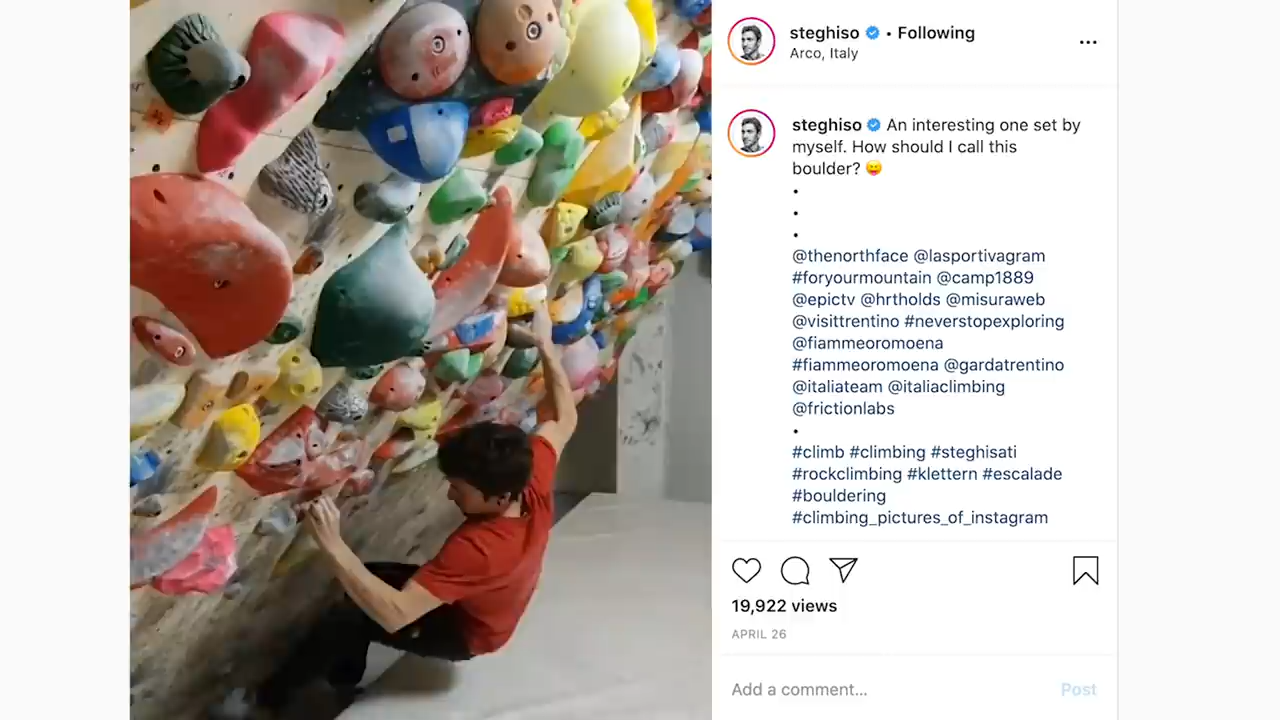 steghiso • Following
Arco, Italy
steghiso An interesting one set by
myself. How should I call this
boulder? 😛
•
•
•
@thenorthface @lasportivagram
#foryourmountain @camp1889
@epictv @hrtholds @misuraweb
@visittrentino #neverstopexploring
@fiammeoromoena
#fiammeoromoena @gardatrentino
@italiateam @italiaclimbing
@frictionlabs
•
#climb #climbing #steghisati
#rockclimbing #klettern #escalade
#bouldering
#climbing_pictures_of_instagram
19,922 views
APRIL 26
Add a comment... Post